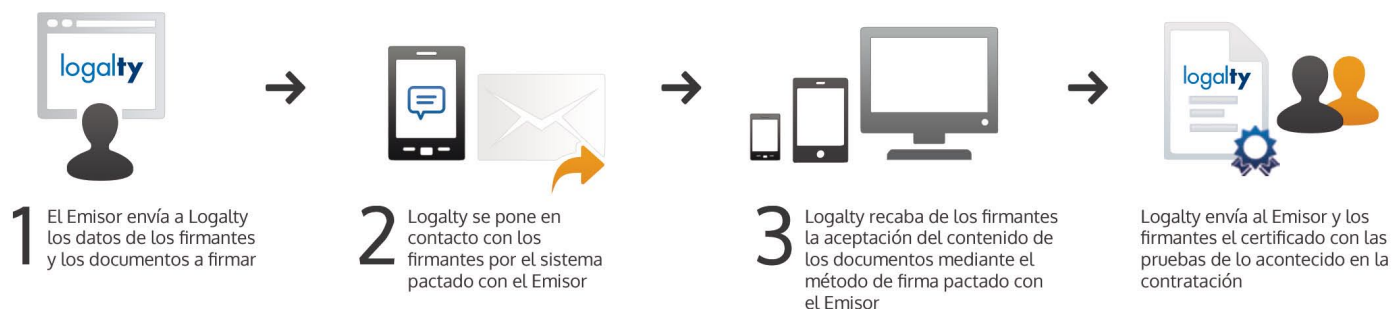 logalty
logalty
1
El Emisor envía a Logalty
los datos de los firmantes
y los documentos a firmar
2
Logalty se pone en
contacto con los
firmantes por el sistema
pactado con el Emisor
3
Logalty recaba de los firmantes
la aceptación del contenido de
los documentos mediante el
método de firma pactado con
el Emisor
Logalty envía al Emisor y los
firmantes el certificado con las
pruebas de lo acontecido en la
contratación